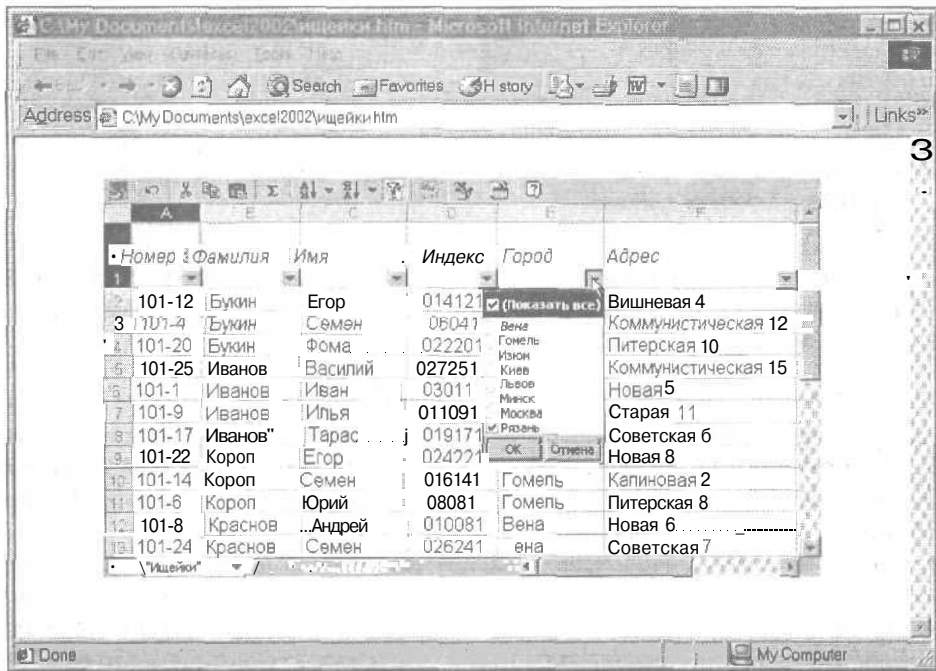 C:\My Documents\excel2002\ищейки.htm - Microsoft Internet Explorer
Search Favorites History
Address C:\My Documents\excel2002\ищейки.htm Links
З
A
Номер Фамилия Имя Индекс Город Адрес
1
101-12 Букин Егор 014121 (Показать все) Вишневая 4
3 101-4 Букин Семен 06041 Вена Коммунистическая 12
4 101-20 Букин Фома 022201 Гомель Питерская 10
Изюм
5 101-25 Иванов Василий 027251 Киев Коммунистическая 15
6 101-1 Иванов Иван 03011 Львов Новая 5
Минск
7 101-9 Иванов Илья 011091 Москва Старая 11
8 101-17 Иванов" Тарас 019171 Рязань Советская 6
9 101-22 Короп Егор 024221 OK Отмена Новая 8
10 101-14 Короп Семен 016141 Гомель Калиновая 2
11 101-6 Короп Юрий 08081 Гомель Питерская 8
12 101-8 Краснов ...Андрей 010081 Вена Новая 6
13 101-24 Краснов Семен 026241 ена Советская 7
\"Ищейки" /
Done My Computer